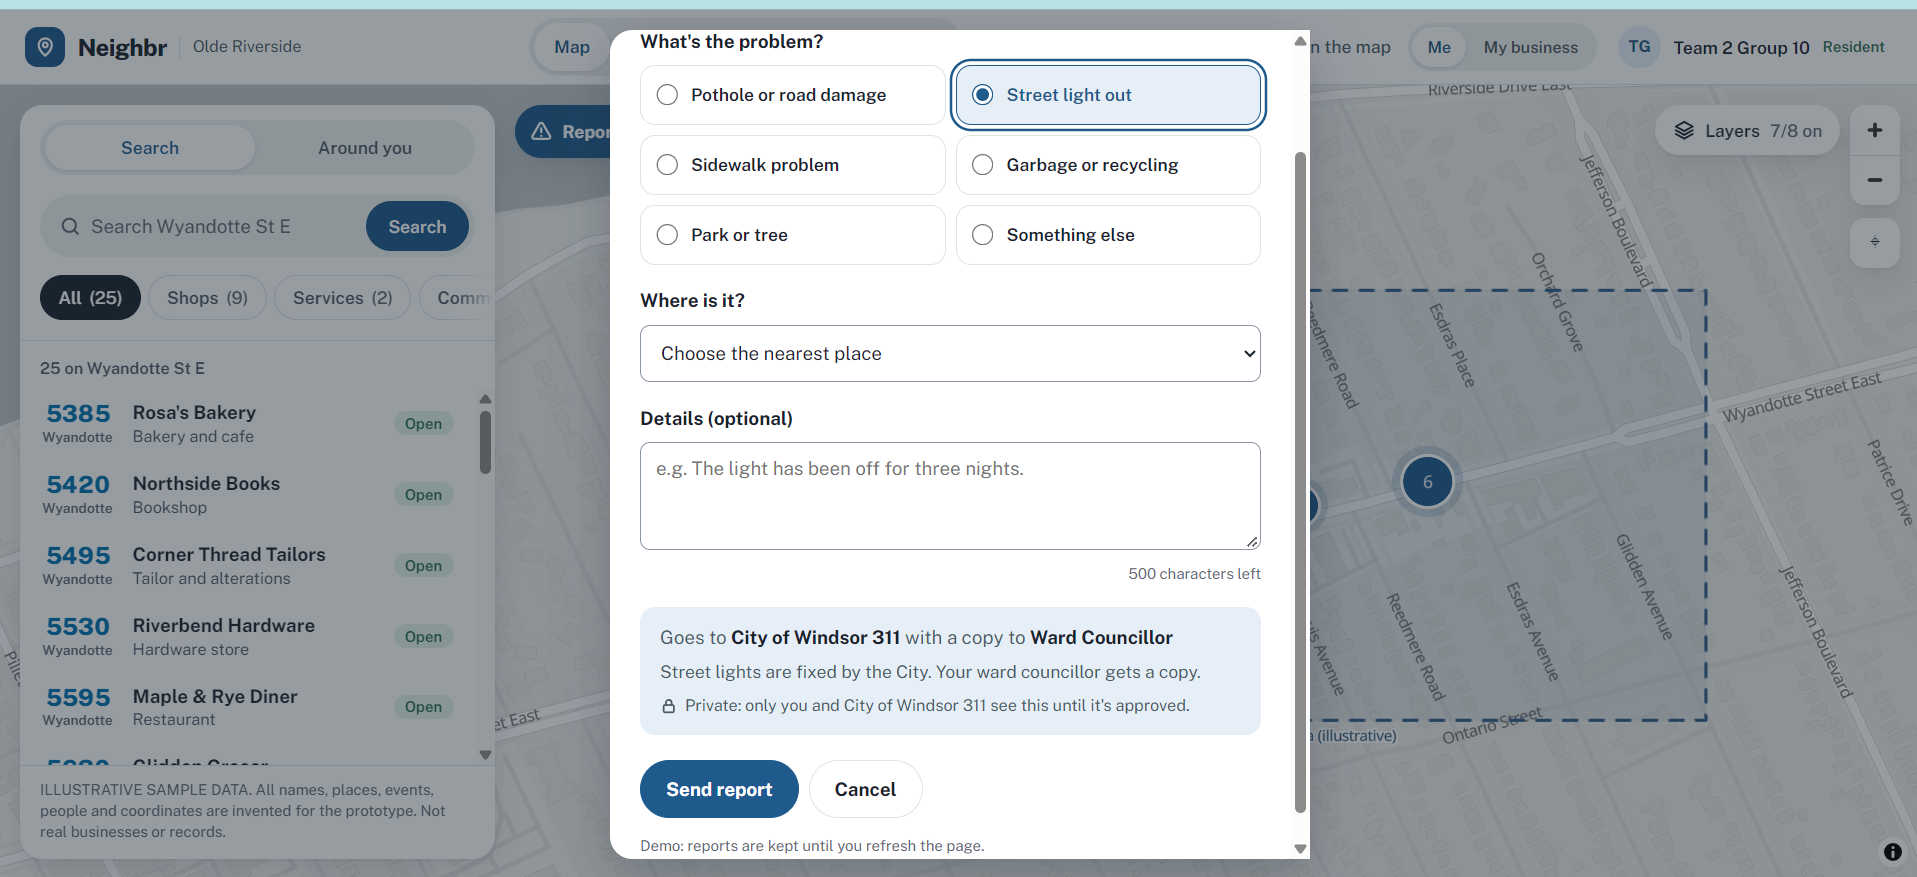 Neighbr
Olde Riverside
Map
n the map
Me
My business
TG
Team 2 Group 10
Resident
Search
Around you
Search Wyandotte St E
Search
All (25)
Shops (9)
Services (2)
Comm
25 on Wyandotte St E
5385
Wyandotte
Rosa's Bakery
Bakery and cafe
Open
5420
Wyandotte
Northside Books
Bookshop
Open
5495
Wyandotte
Corner Thread Tailors
Tailor and alterations
Open
5530
Wyandotte
Riverbend Hardware
Hardware store
Open
5595
Wyandotte
Maple & Rye Diner
Restaurant
Open
ILLUSTRATIVE SAMPLE DATA. All names, places, events,
people and coordinates are invented for the prototype. Not
real businesses or records.
Repor
What's the problem?
Pothole or road damage
Street light out
Sidewalk problem
Garbage or recycling
Park or tree
Something else
Where is it?
Choose the nearest place
Details (optional)
e.g. The light has been off for three nights.
500 characters left
Goes to City of Windsor 311 with a copy to Ward Councillor
Street lights are fixed by the City. Your ward councillor gets a copy.
Private: only you and City of Windsor 311 see this until it's approved.
Send report
Cancel
Demo: reports are kept until you refresh the page.
Layers 7/8 on
Riverside Drive East
Jefferson Boulevard
Orchard Grove
Esdras Place
eedmere Road
Wyandotte Street East
Patrice Drive
6
Glidden Avenue
Esdras Avenue
Reedmere Road
uis Avenue
Jefferson Boulevard
Ontario Street
a (illustrative)
et East